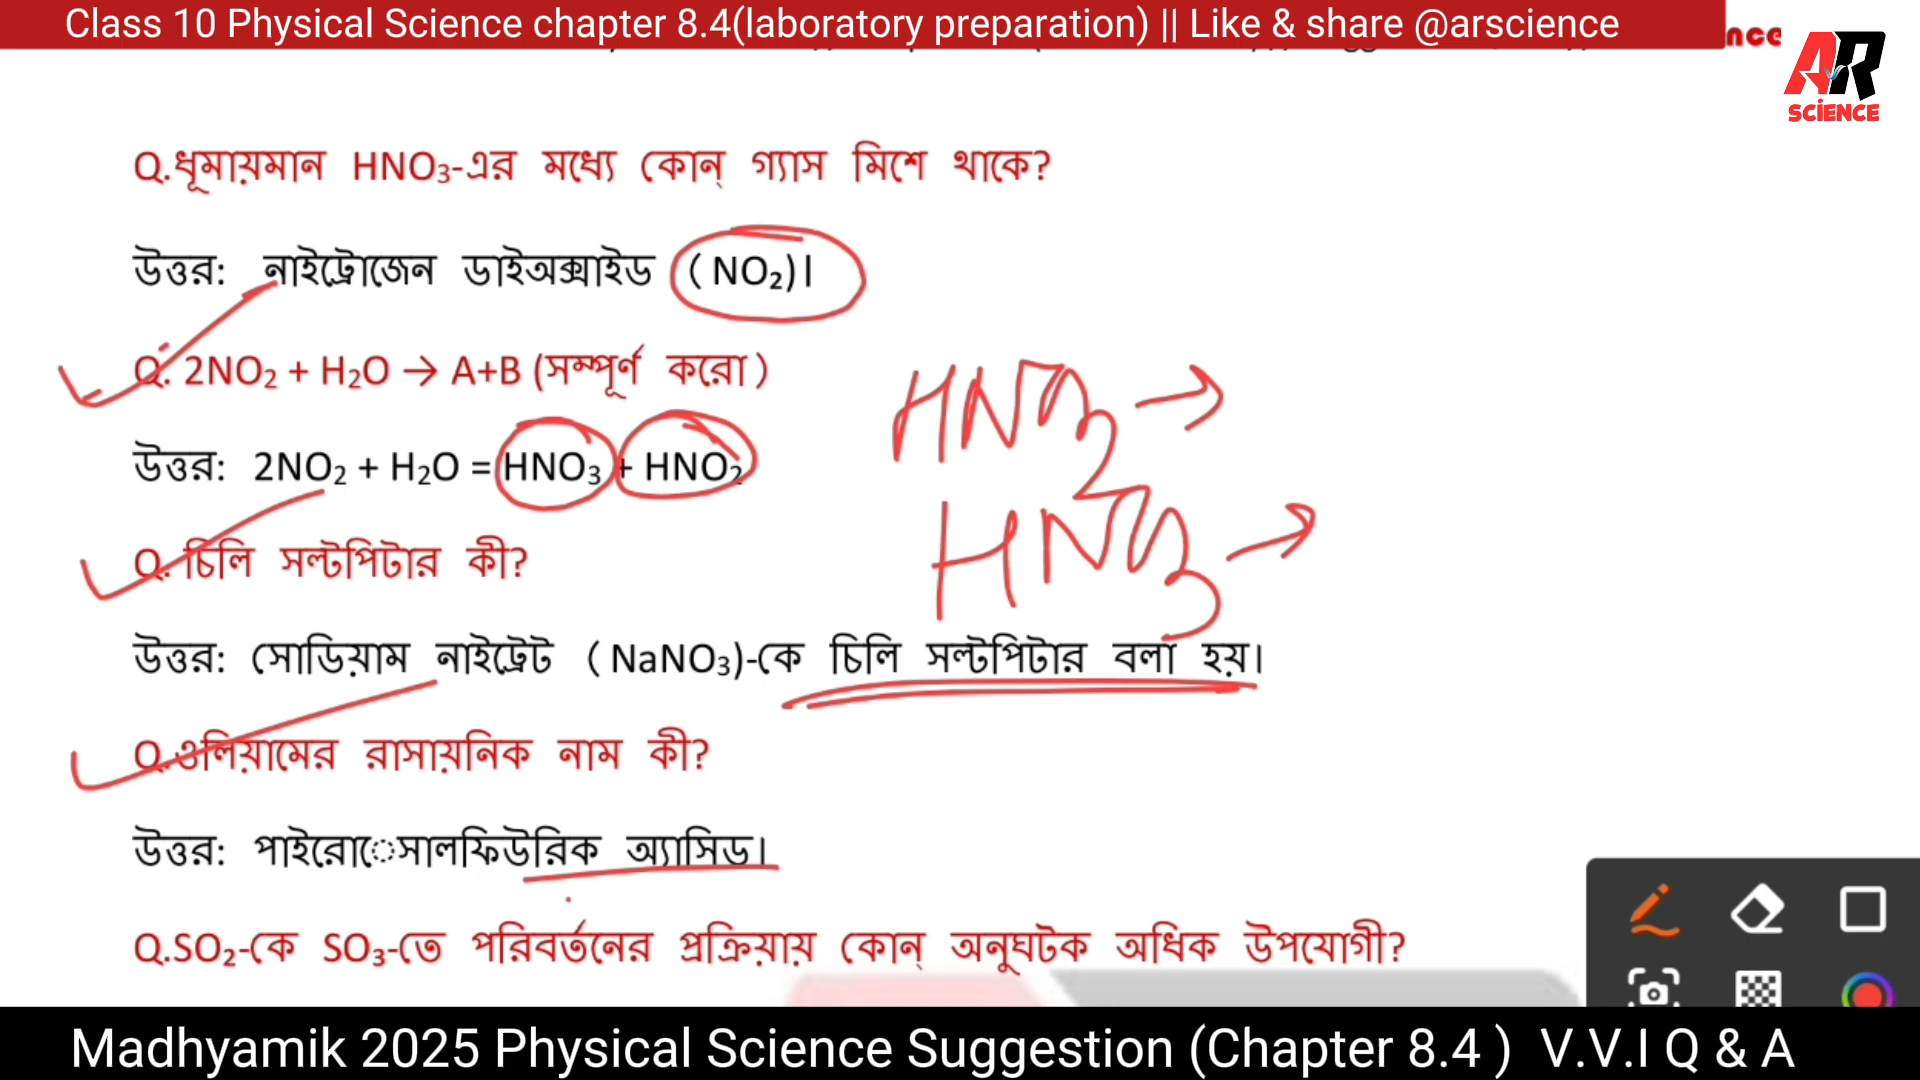 Class 10 Physical Science chapter 8.4(laboratory preparation) || Like & share @arscience
nce
AR
SCIENCE
Q.ধূমায়মান HNO₃-এর মধ্যে কোন্ গ্যাস মিশে থাকে?
উত্তর: নাইট্রোজেন ডাইঅক্সাইড (NO₂)।
Q. 2NO₂ + H₂O → A+B (সম্পূর্ণ করো)
উত্তর: 2NO₂ + H₂O = HNO₃ + HNO₂
HNO₃ →
HNO₃ →
Q. চিলি সল্টপিটার কী?
উত্তর: সোডিয়াম নাইট্রেট (NaNO₃)-কে চিলি সল্টপিটার বলা হয়।
Q.ওলিয়ামের রাসায়নিক নাম কী?
উত্তর: পাইরোেসালফিউরিক অ্যাসিড।
Q.SO₂-কে SO₃-তে পরিবর্তনের প্রক্রিয়ায় কোন্ অনুঘটক অধিক উপযোগী?
Madhyamik 2025 Physical Science Suggestion (Chapter 8.4 ) V.V.I Q & A